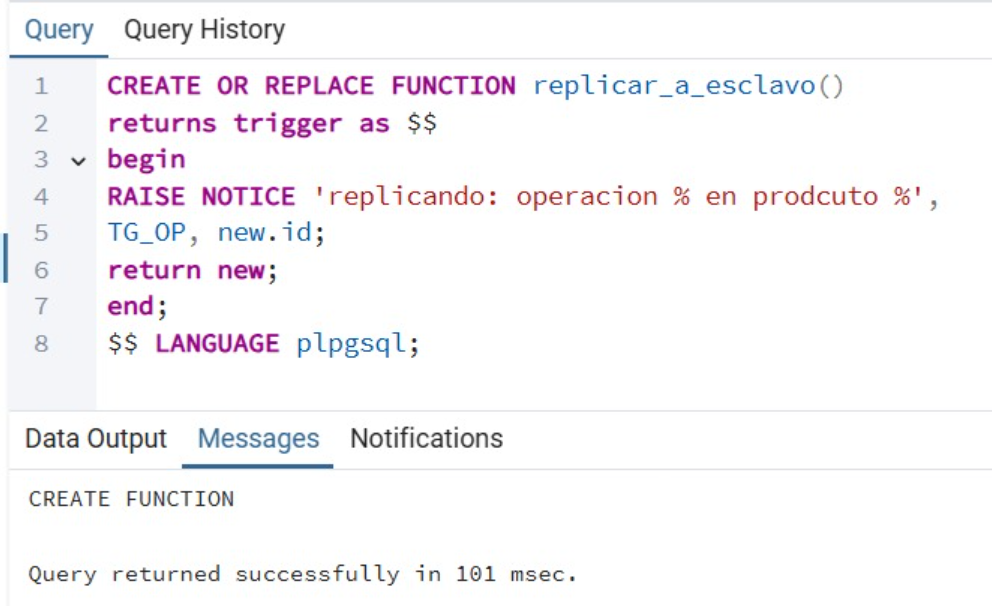 Query Query History
1 CREATE OR REPLACE FUNCTION replicar_a_esclavo()
2 returns trigger as $$
3 begin
4 RAISE NOTICE 'replicando: operacion % en prodcuto %',
5 TG_OP, new.id;
6 return new;
7 end;
8 $$ LANGUAGE plpgsql;
Data Output Messages Notifications
CREATE FUNCTION
Query returned successfully in 101 msec.